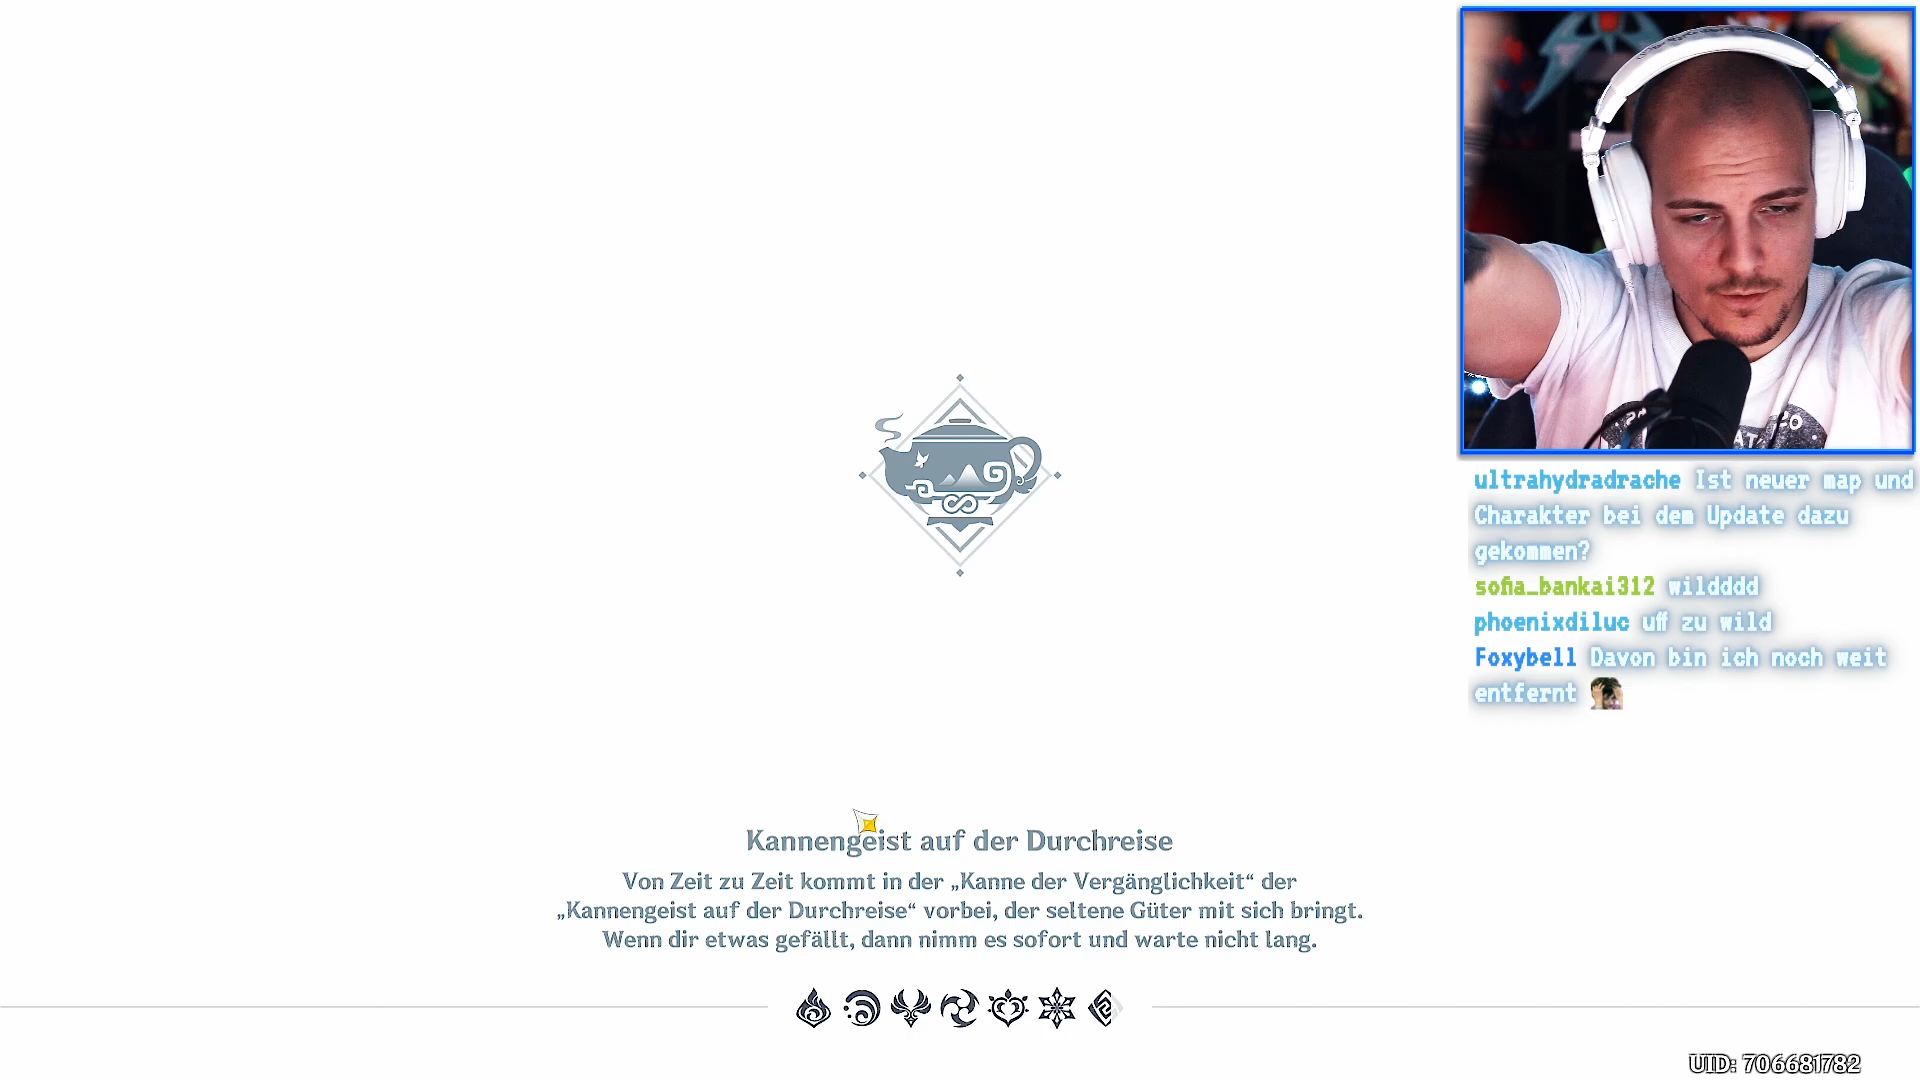 ultrahydradrache Ist neuer map und
Charakter bei dem Update dazu
gekommen?
sofia_bankai312 wildddd
phoenixdiluc uff zu wild
Foxybell Davon bin ich noch weit
entfernt
Kannengeist auf der Durchreise
Von Zeit zu Zeit kommt in der „Kanne der Vergänglichkeit“ der
„Kannengeist auf der Durchreise“ vorbei, der seltene Güter mit sich bringt.
Wenn dir etwas gefällt, dann nimm es sofort und warte nicht lang.
UID: 706681782